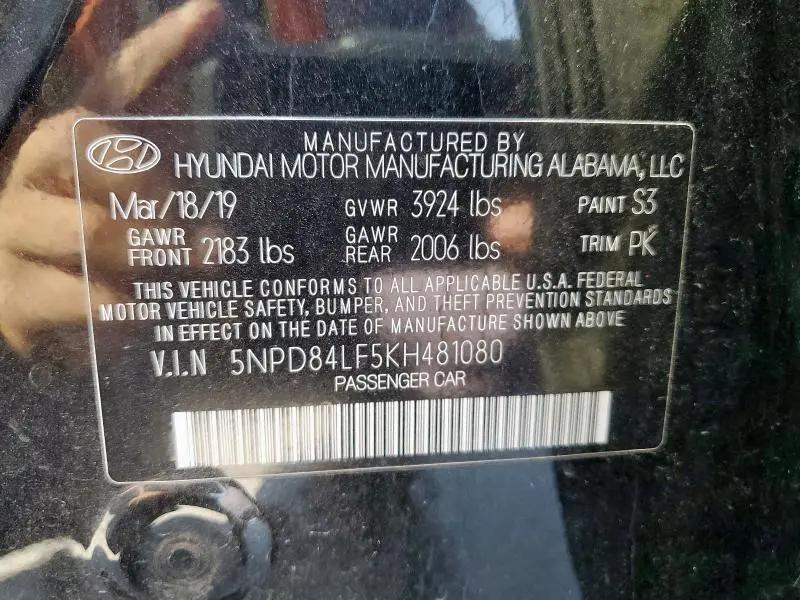 MANUFACTURED BY
HYUNDAI MOTOR MANUFACTURING ALABAMA, LLC
Mar/18/19 GVWR 3924 lbs PAINT S3
GAWR FRONT 2183 lbs GAWR REAR 2006 lbs TRIM PK
THIS VEHICLE CONFORMS TO ALL APPLICABLE U.S.A. FEDERAL
MOTOR VEHICLE SAFETY, BUMPER, AND THEFT PREVENTION STANDARDS
IN EFFECT ON THE DATE OF MANUFACTURE SHOWN ABOVE
V.I.N 5NPD84LF5KH481080
PASSENGER CAR